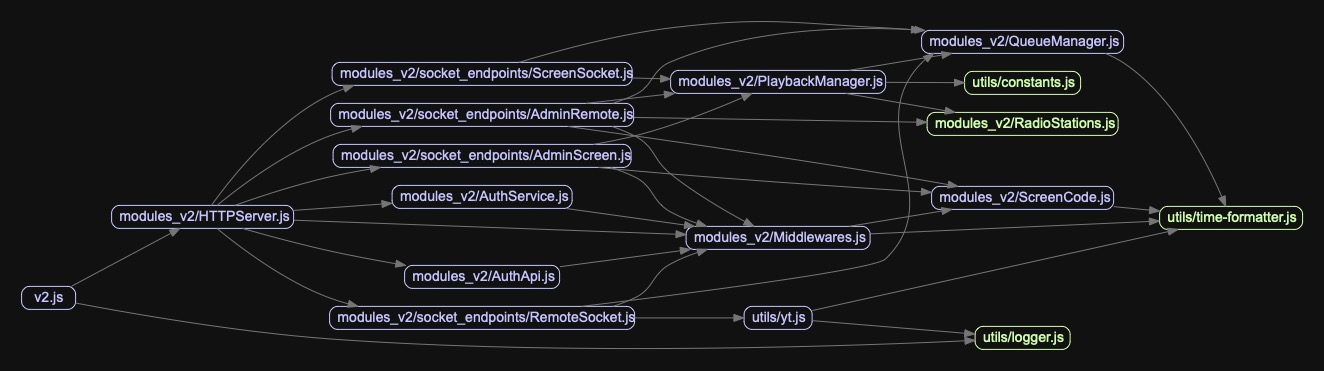 modules_v2/QueueManager.js
modules_v2/socket_endpoints/ScreenSocket.js
modules_v2/PlaybackManager.js
utils/constants.js
modules_v2/socket_endpoints/AdminRemote.js
modules_v2/RadioStations.js
modules_v2/socket_endpoints/AdminScreen.js
modules_v2/AuthService.js
modules_v2/ScreenCode.js
modules_v2/HTTPServer.js
utils/time-formatter.js
modules_v2/Middlewares.js
modules_v2/AuthApi.js
v2.js
modules_v2/socket_endpoints/RemoteSocket.js
utils/yt.js
utils/logger.js